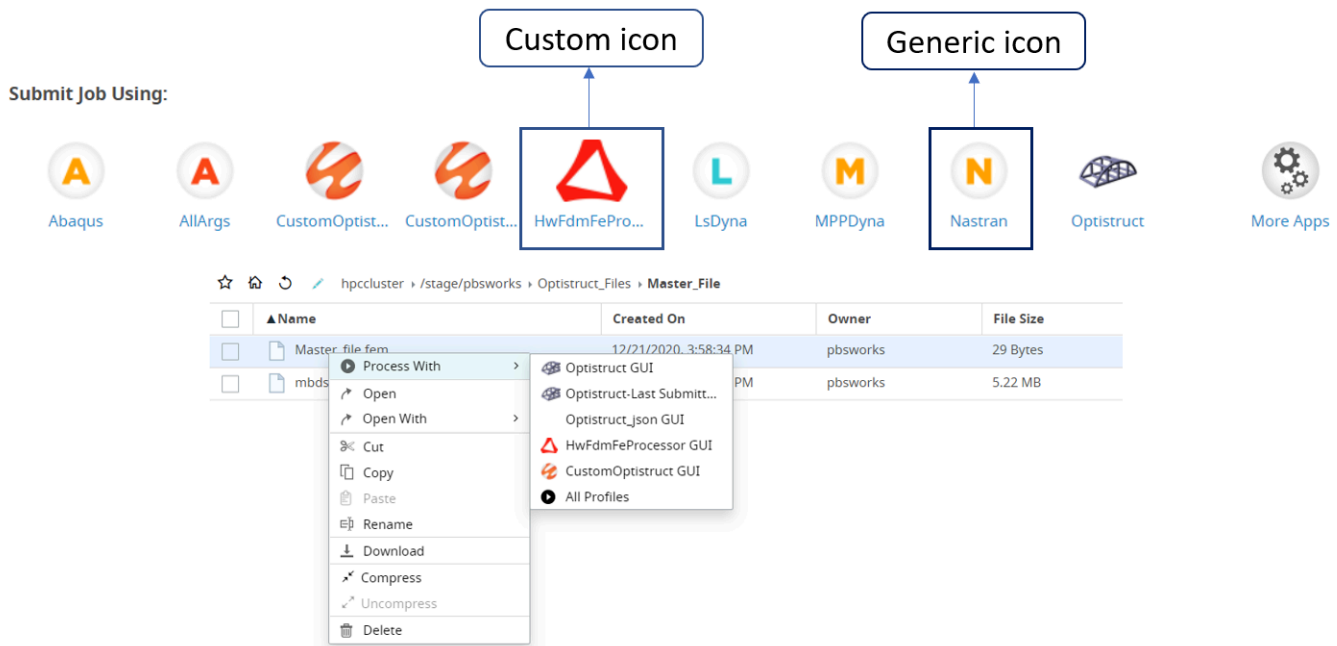 Custom icon
Generic icon
Submit Job Using:
A
A
L
M
N
Abaqus
AllArgs
CustomOptist...
CustomOptist...
HwFdmFePro...
LsDyna
MPPDyna
Nastran
Optistruct
More Apps
hpccluster › /stage/pbsworks › Optistruct_Files › Master_File
▲Name
Created On
Owner
File Size
Master_file.fem
12/21/2020, 3:58:34 PM
pbsworks
29 Bytes
mbds
PM
pbsworks
5.22 MB
Process With
Open
Open With
Cut
Copy
Paste
Rename
Download
Compress
Uncompress
Delete
Optistruct GUI
Optistruct-Last Submitt...
Optistruct_json GUI
HwFdmFeProcessor GUI
CustomOptistruct GUI
All Profiles